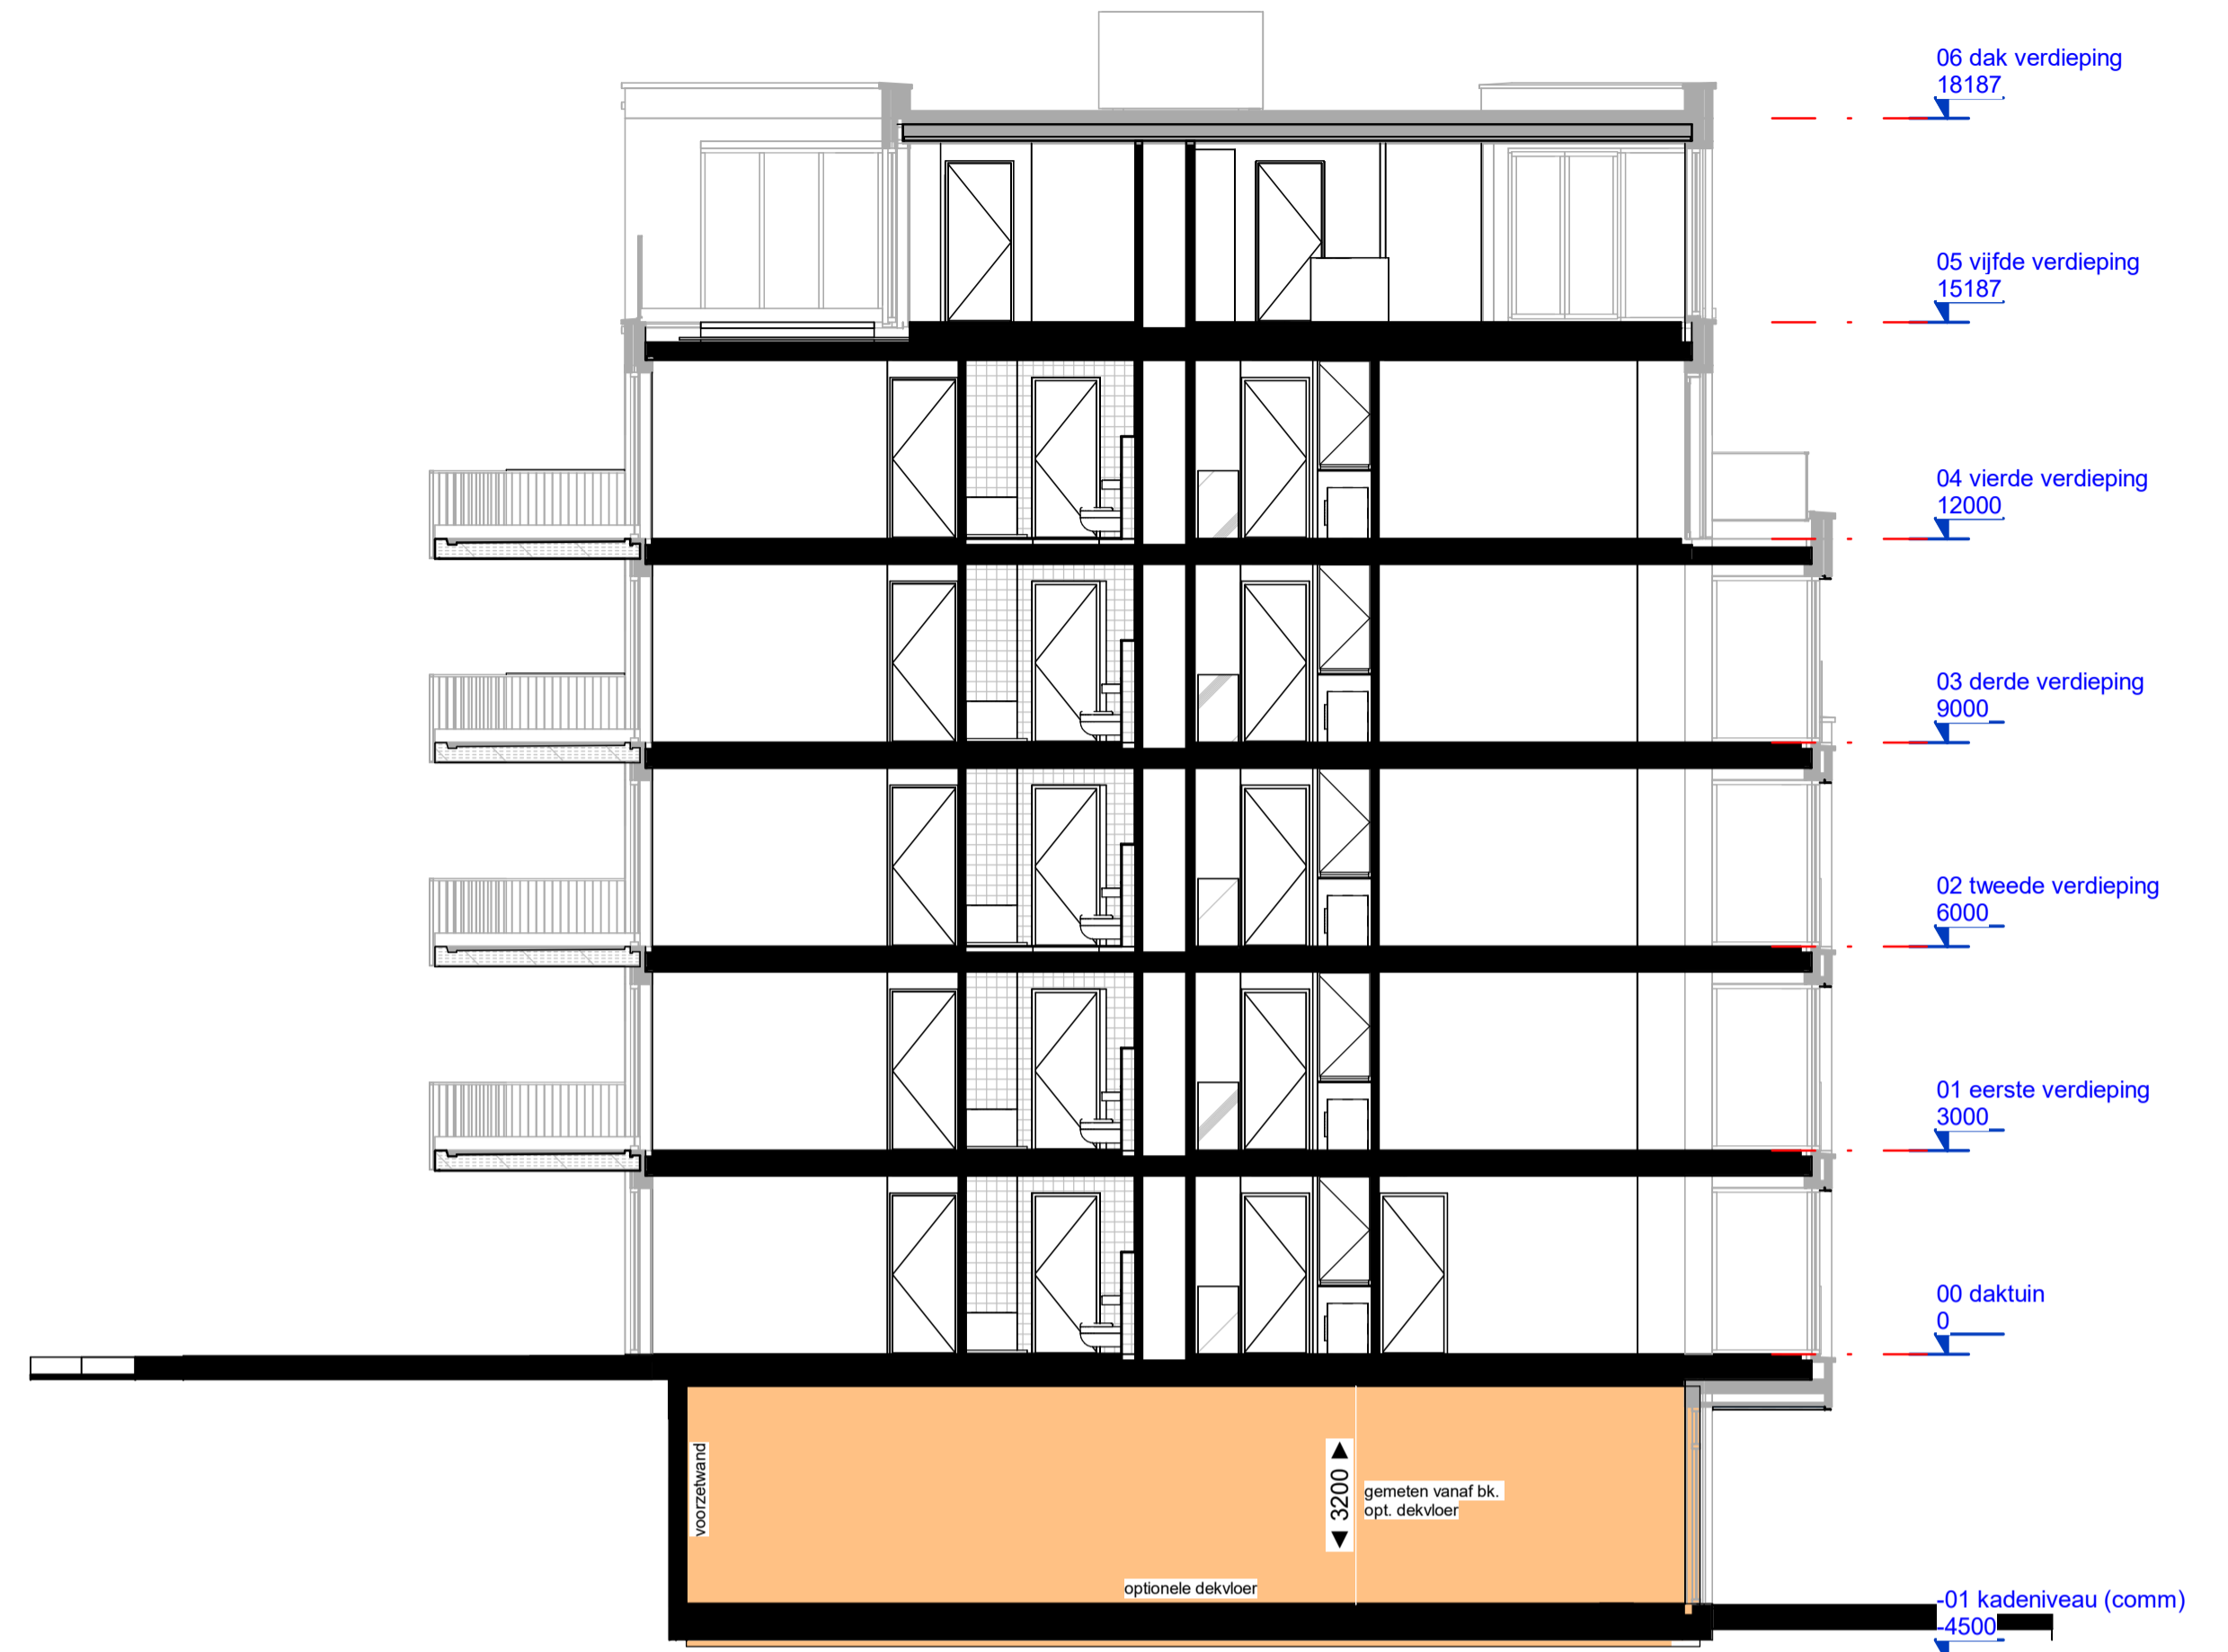 06 dak verdieping
18187
05 vijfde verdieping
15187
04 vierde verdieping
12000
03 derde verdieping
9000
02 tweede verdieping
6000
01 eerste verdieping
3000
00 daktuin
0
voorzetwand
3200
gemeten vanaf bk.
opt. dekvloer
optionele dekvloer
-01 kadeniveau (comm)
-4500